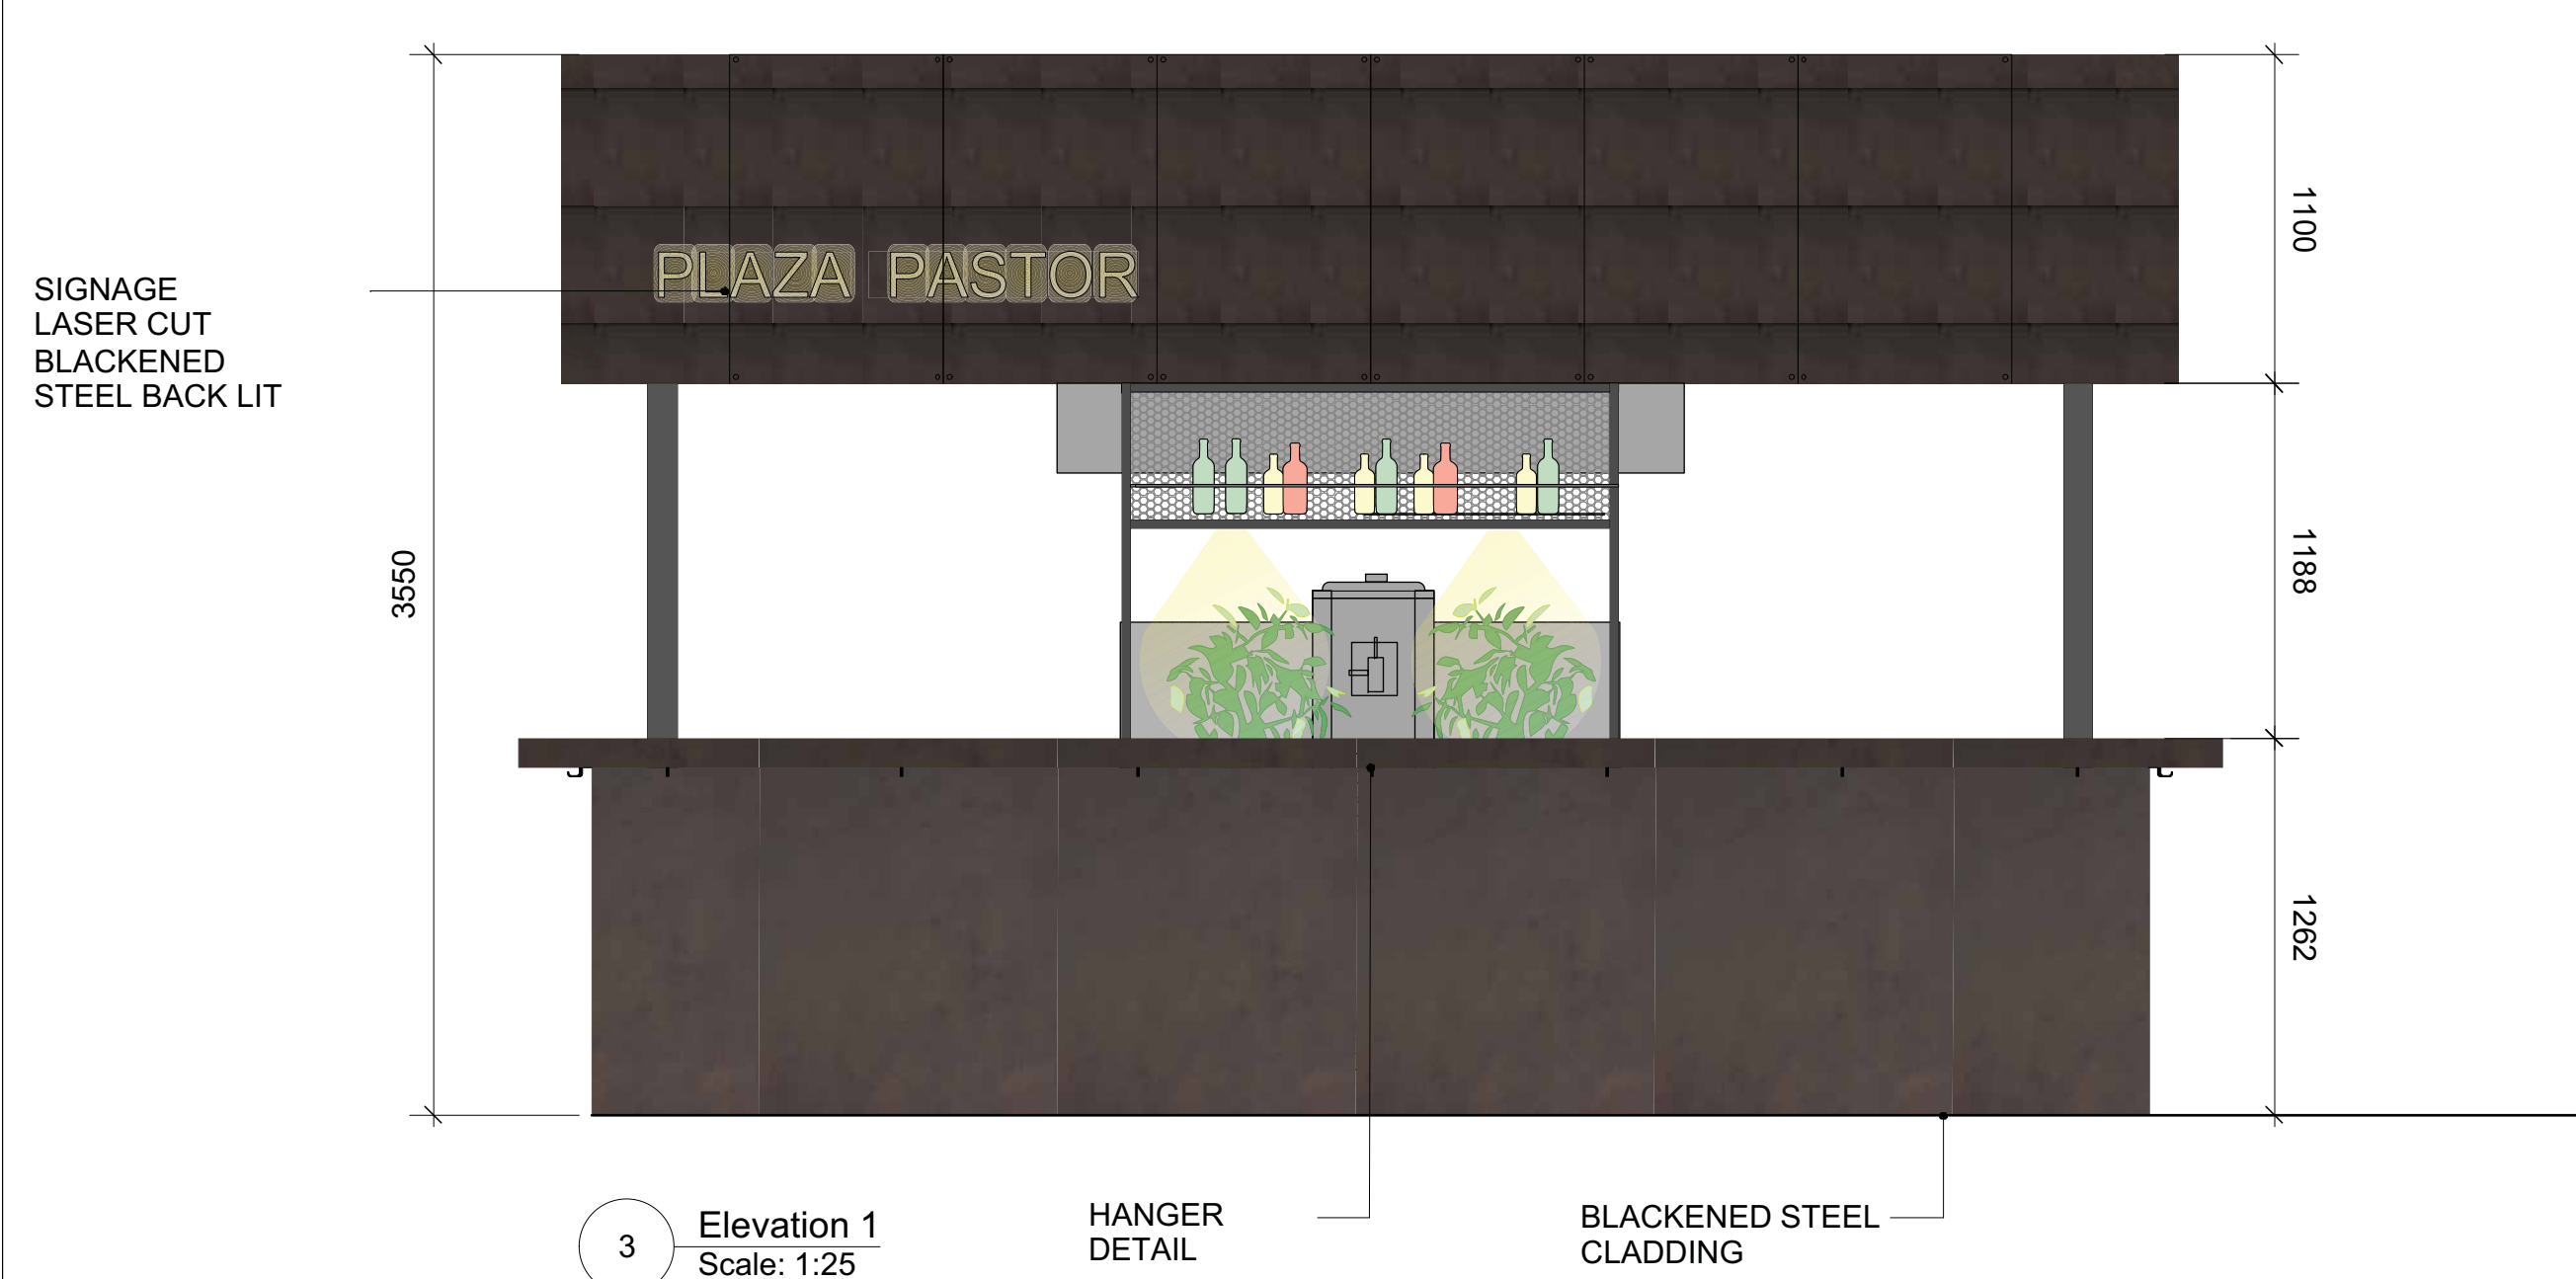 PLAZA PASTOR
SIGNAGE
LASER CUT
BLACKENED
STEEL BACK LIT
3550
1100
1188
1262
3
Elevation 1
Scale: 1:25
HANGER
DETAIL
BLACKENED STEEL
CLADDING